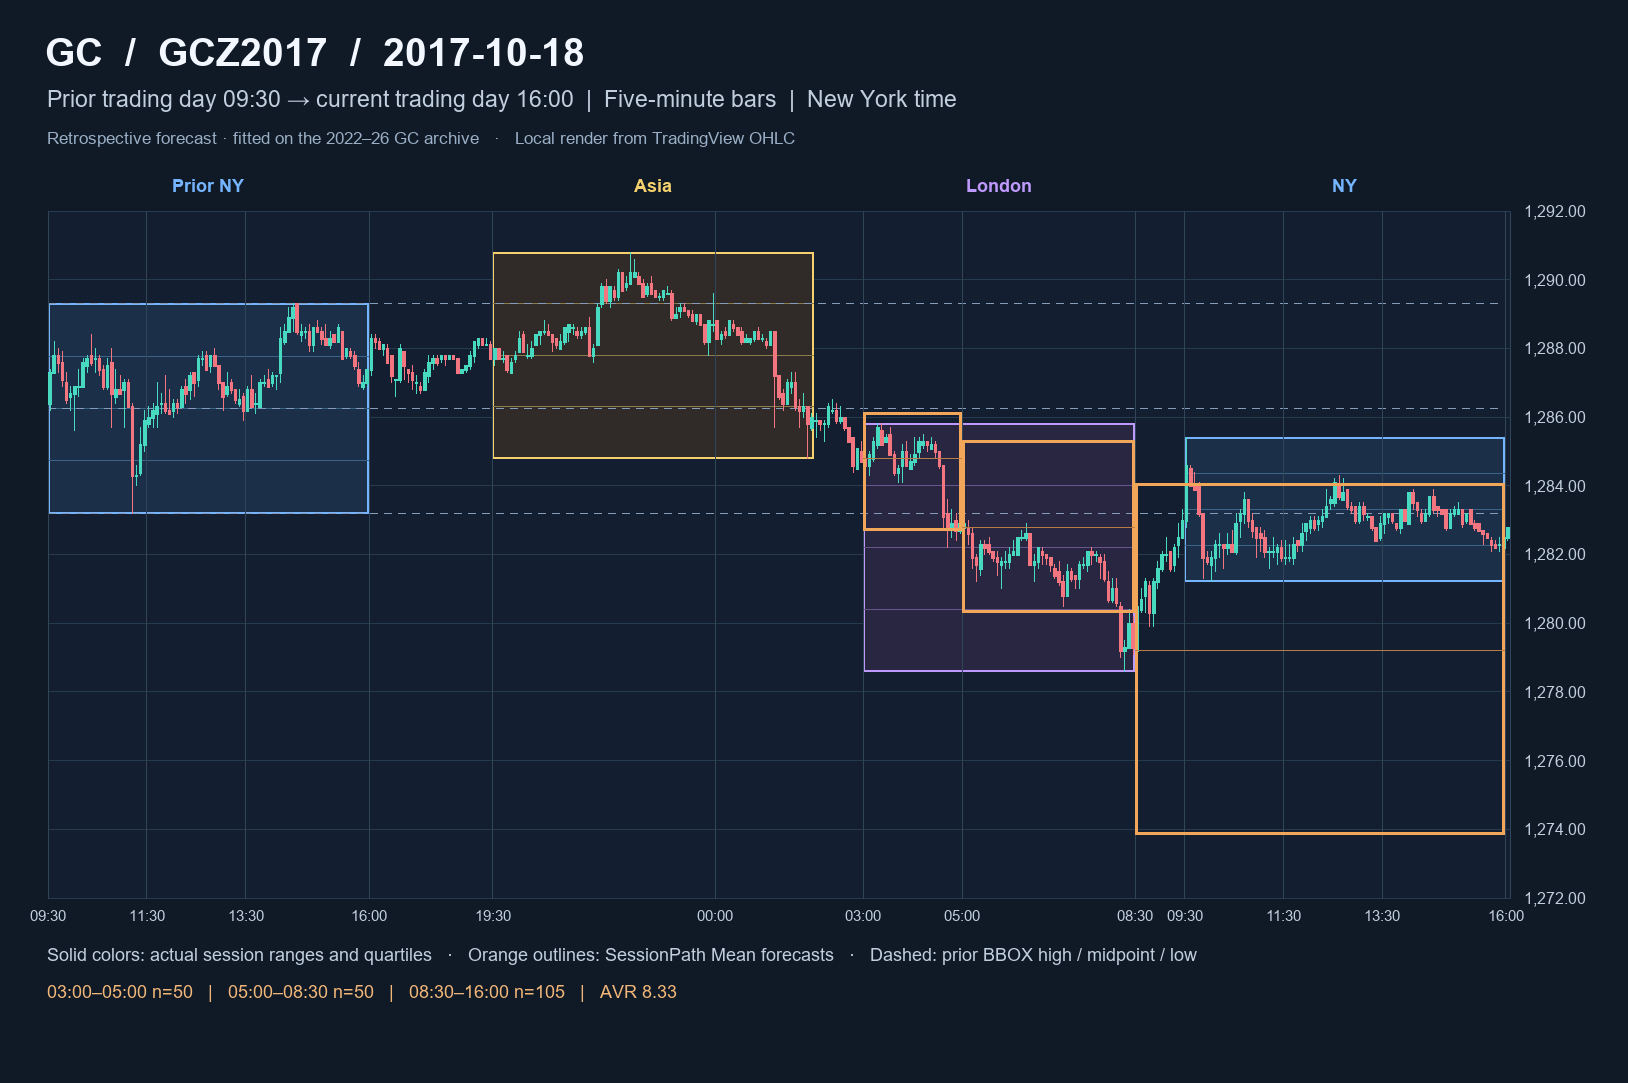 GC / GCZ2017 / 2017-10-18
Prior trading day 09:30 → current trading day 16:00 | Five-minute bars | New York time
Retrospective forecast · fitted on the 2022–26 GC archive · Local render from TradingView OHLC
Prior NY Asia London NY
1,292.00
1,290.00
1,288.00
1,286.00
1,284.00
1,282.00
1,280.00
1,278.00
1,276.00
1,274.00
1,272.00
09:30 11:30 13:30 16:00 19:30 00:00 03:00 05:00 08:30 09:30 11:30 13:30 16:00
Solid colors: actual session ranges and quartiles · Orange outlines: SessionPath Mean forecasts · Dashed: prior BBOX high / midpoint / low
03:00–05:00 n=50 | 05:00–08:30 n=50 | 08:30–16:00 n=105 | AVR 8.33